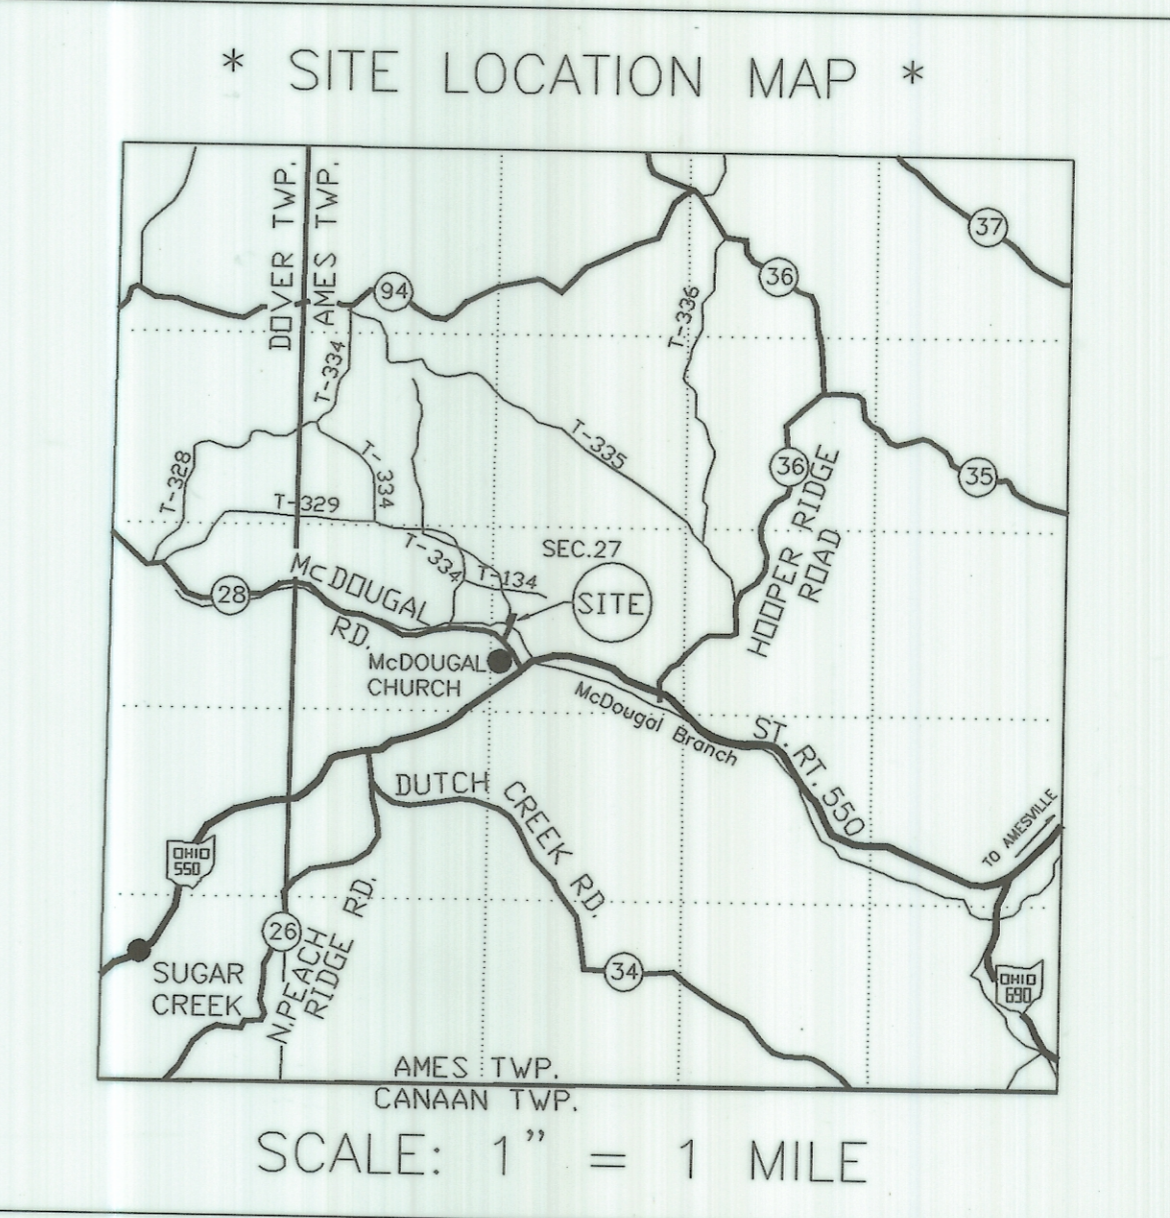 * SITE LOCATION MAP *
DOVER TWP.
AMES TWP.
94
36
37
T-334
T-336
T-328
T-334
T-335
36
35
HOOPER RIDGE
ROAD
T-329
T-334
T-134
SEC.27
SITE
28
McDOUGAL
RD.
McDOUGAL
CHURCH
McDougal Branch
ST. RT. 550
TO AMESVILLE
DUTCH CREEK RD.
OHIO
550
26
N.PEACH
RIDGE RD.
SUGAR
CREEK
34
OHIO
690
AMES TWP.
CANAAN TWP.
SCALE: 1" = 1 MILE